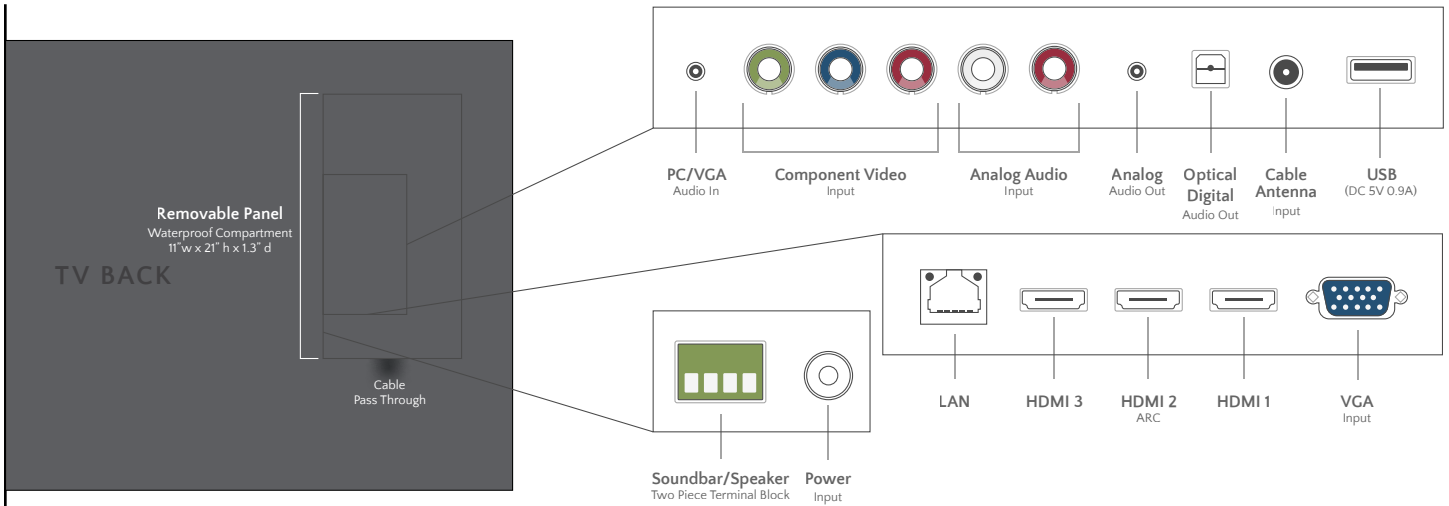 PC/VGA
Audio In
Component Video
Input
Analog Audio
Input
Analog
Audio Out
Optical
Digital
Audio Out
Cable
Antenna
Input
USB
(DC 5V 0.9A)
Removable Panel
Waterproof Compartment
11”w x 21” h x 1.3” d
TV BACK
Cable
Pass Through
LAN
HDMI 3
HDMI 2
ARC
HDMI 1
VGA
Input
Soundbar/Speaker
Two Piece Terminal Block
Power
Input